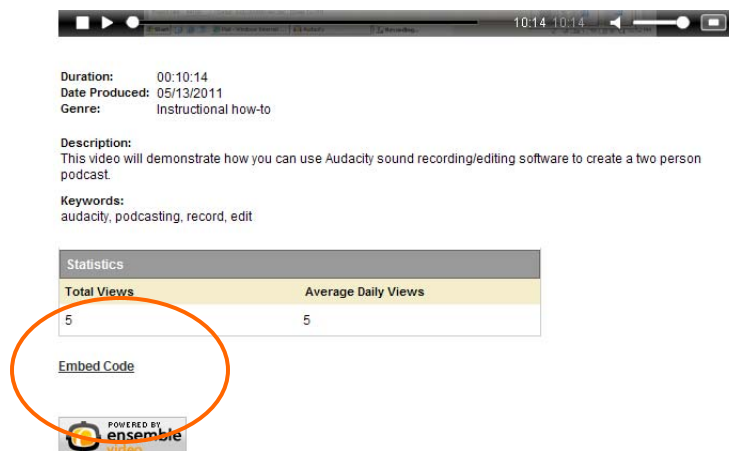 10:14 10:14
Duration: 00:10:14
Date Produced: 05/13/2011
Genre: Instructional how-to
Description:
This video will demonstrate how you can use Audacity sound recording/editing software to create a two person
podcast.
Keywords:
audacity, podcasting, record, edit
Statistics
Total Views Average Daily Views
5 5
Embed Code
POWERED BY
ensemble
video